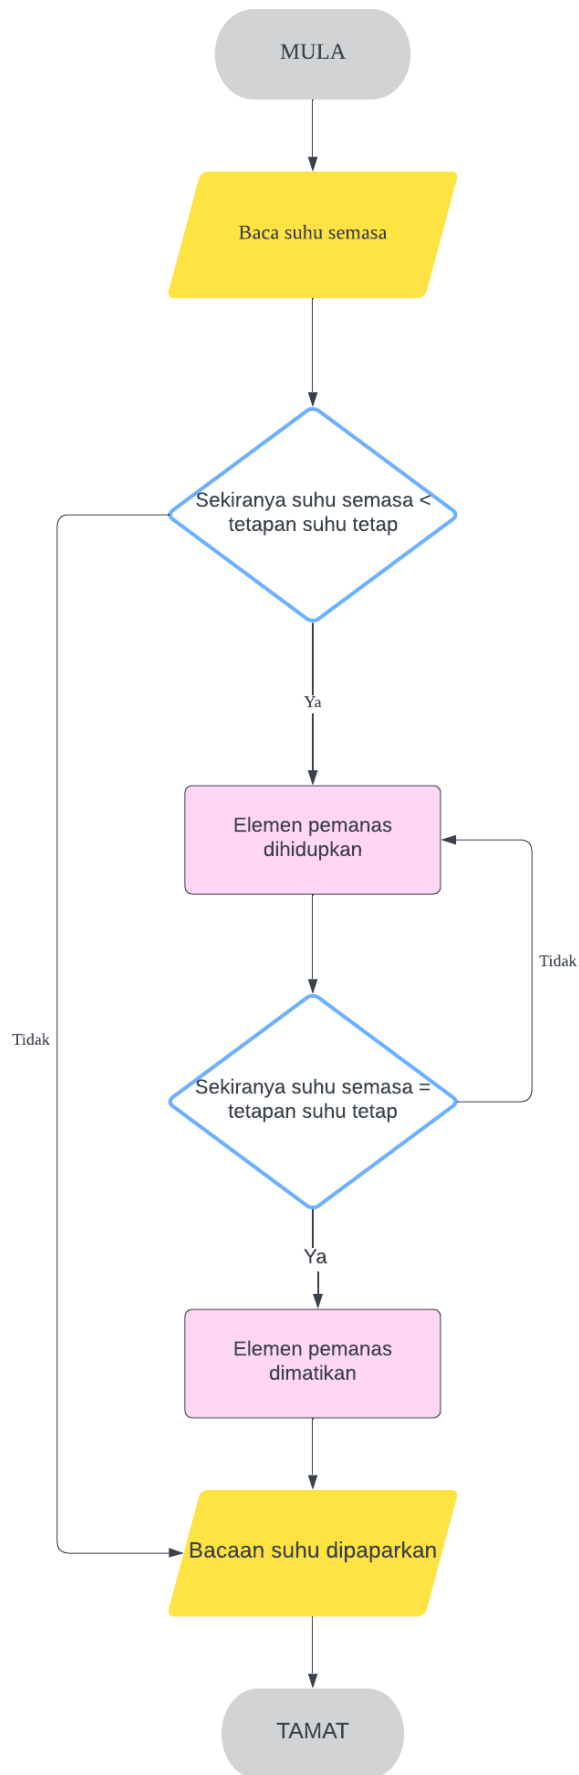 MULA
Baca suhu semasa
Sekiranya suhu semasa <
tetapan suhu tetap
Ya
Elemen pemanas
dihidupkan
Tidak
Tidak
Sekiranya suhu semasa =
tetapan suhu tetap
Ya
Elemen pemanas
dimatikan
Bacaan suhu dipaparkan
TAMAT